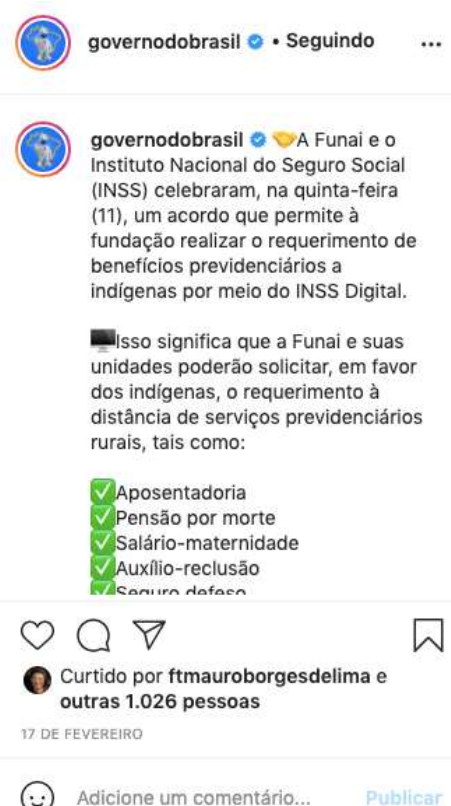 governodobrasil • Seguindo
governodobrasil A Funai e o
Instituto Nacional do Seguro Social
(INSS) celebraram, na quinta-feira
(11), um acordo que permite à
fundação realizar o requerimento de
benefícios previdenciários a
indígenas por meio do INSS Digital.
Isso significa que a Funai e suas
unidades poderão solicitar, em favor
dos indígenas, o requerimento à
distância de serviços previdenciários
rurais, tais como:
Aposentadoria
Pensão por morte
Salário-maternidade
Auxílio-reclusão
Seguro defeso
Curtido por ftmauroborgesdelima e
outras 1.026 pessoas
17 DE FEVEREIRO
Adicione um comentário... Publicar